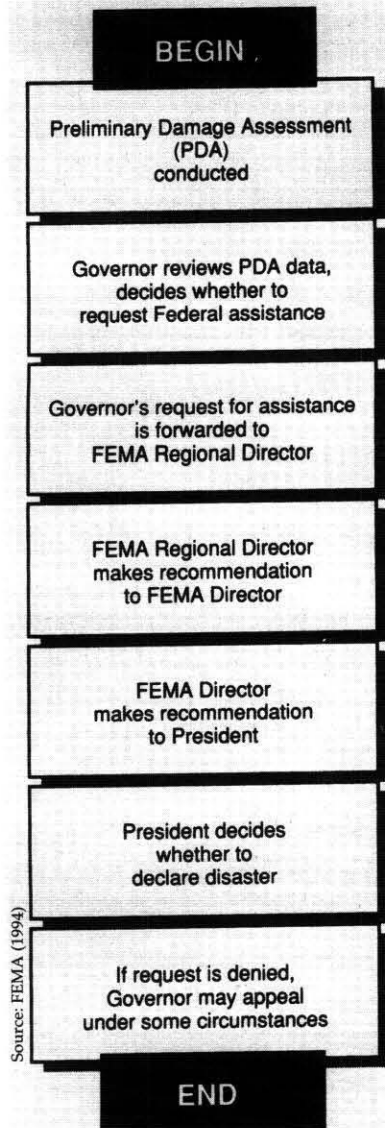 BEGIN
Preliminary Damage Assessment
(PDA)
conducted
Governor reviews PDA data,
decides whether to
request Federal assistance
Governor's request for assistance
is forwarded to
FEMA Regional Director
FEMA Regional Director
makes recommendation
to FEMA Director
FEMA Director
makes recommendation
to President
President decides
whether to
declare disaster
If request is denied,
Governor may appeal
under some circumstances
END
Source: FEMA (1994)